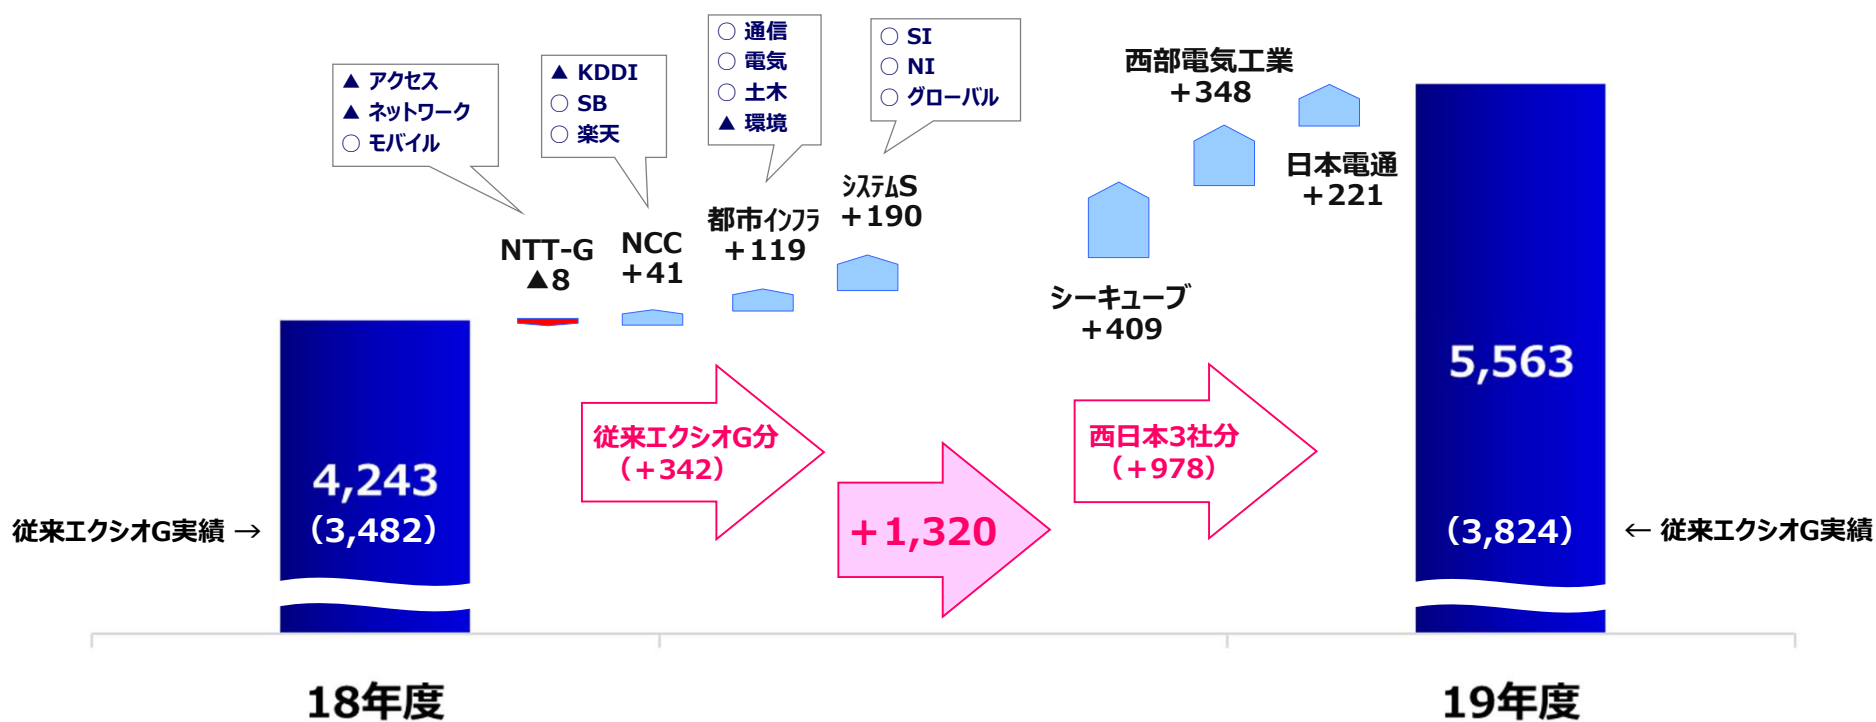 ▲ アクセス
▲ ネットワーク
○ モバイル
▲ KDDI
○ SB
○ 楽天
○ 通信
○ 電気
○ 土木
▲ 環境
○ SI
○ NI
○ グローバル
NTT-G
▲8
NCC
+41
都市インフラ
+119
システムS
+190
シーキューブ
+409
西部電気工業
+348
日本電通
+221
従来エクシオG分
（+342）
+1,320
西日本3社分
（+978）
4,243
（3,482）
従来エクシオG実績 →
5,563
（3,824）
← 従来エクシオG実績
18年度
19年度